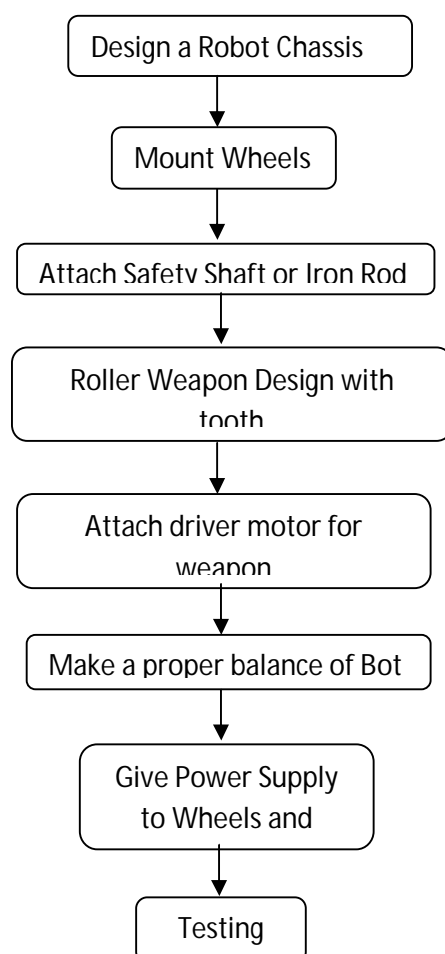 Design a Robot Chassis
Mount Wheels
Attach Safety Shaft or Iron Rod
Roller Weapon Design with
tooth
Attach driver motor for
weapon
Make a proper balance of Bot
Give Power Supply
to Wheels and
Testing